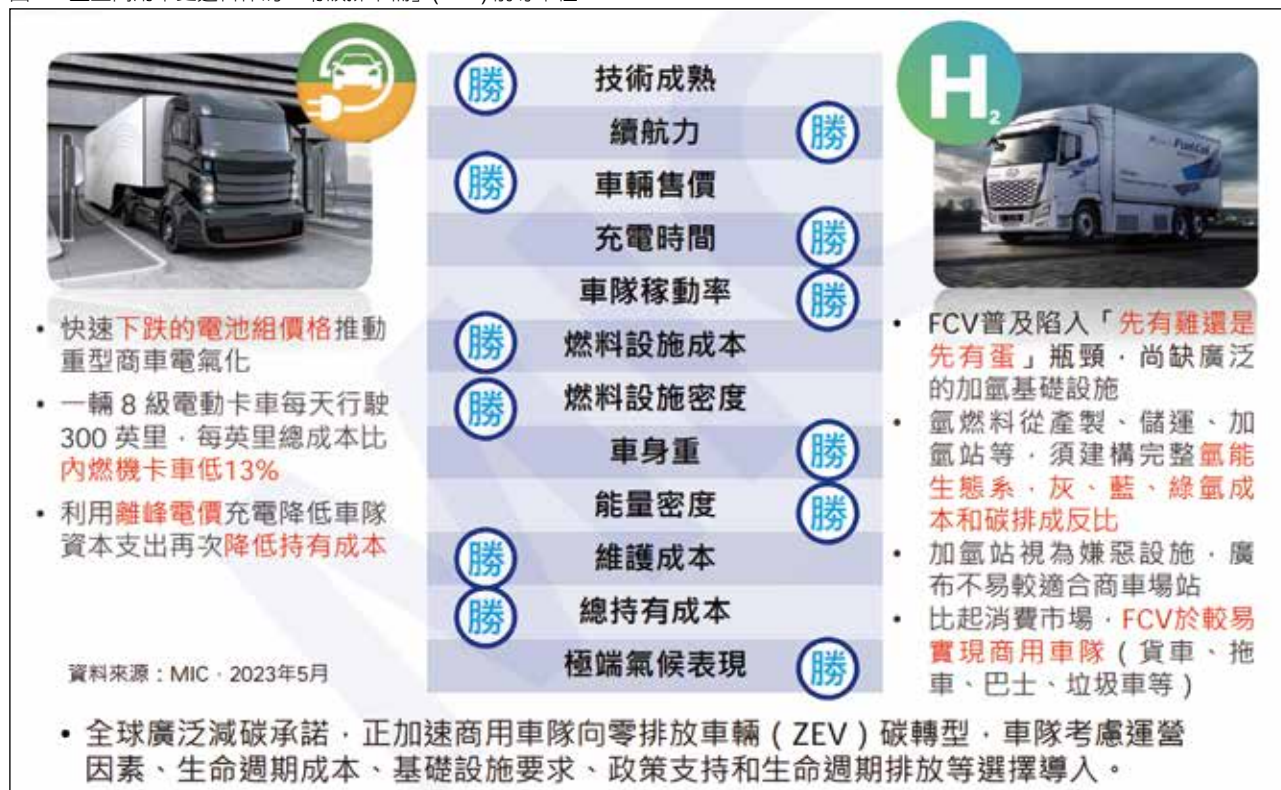 勝 技術成熟
續航力 勝
勝 車輛售價
充電時間 勝
車隊稼動率 勝
勝 燃料設施成本
勝 燃料設施密度
車身重 勝
能量密度 勝
勝 維護成本
勝 總持有成本
極端氣候表現 勝
• 快速下跌的電池組價格推動
重型商車電氣化
• 一輛 8 級電動卡車每天行駛
300 英里，每英里總成本比
內燃機卡車低13%
• 利用離峰電價充電降低車隊
資本支出再次降低持有成本
資料來源：MIC，2023年5月
H2
• FCV普及陷入「先有雞還是
先有蛋」瓶頸，尚缺廣泛
的加氫基礎設施
• 氫燃料從產製、儲運、加
氫站等，須建構完整氫能
生態系，灰、藍、綠氫成
本和碳排成反比
• 加氫站視為嫌惡設施，廣
布不易較適合商車場站
• 比起消費市場，FCV於較易
實現商用車隊（貨車、拖
車、巴士、垃圾車等）
• 全球廣泛減碳承諾，正加速商用車隊向零排放車輛（ZEV）碳轉型，車隊考慮運營
因素、生命週期成本、基礎設施要求、政策支持和生命週期排放等選擇導入。